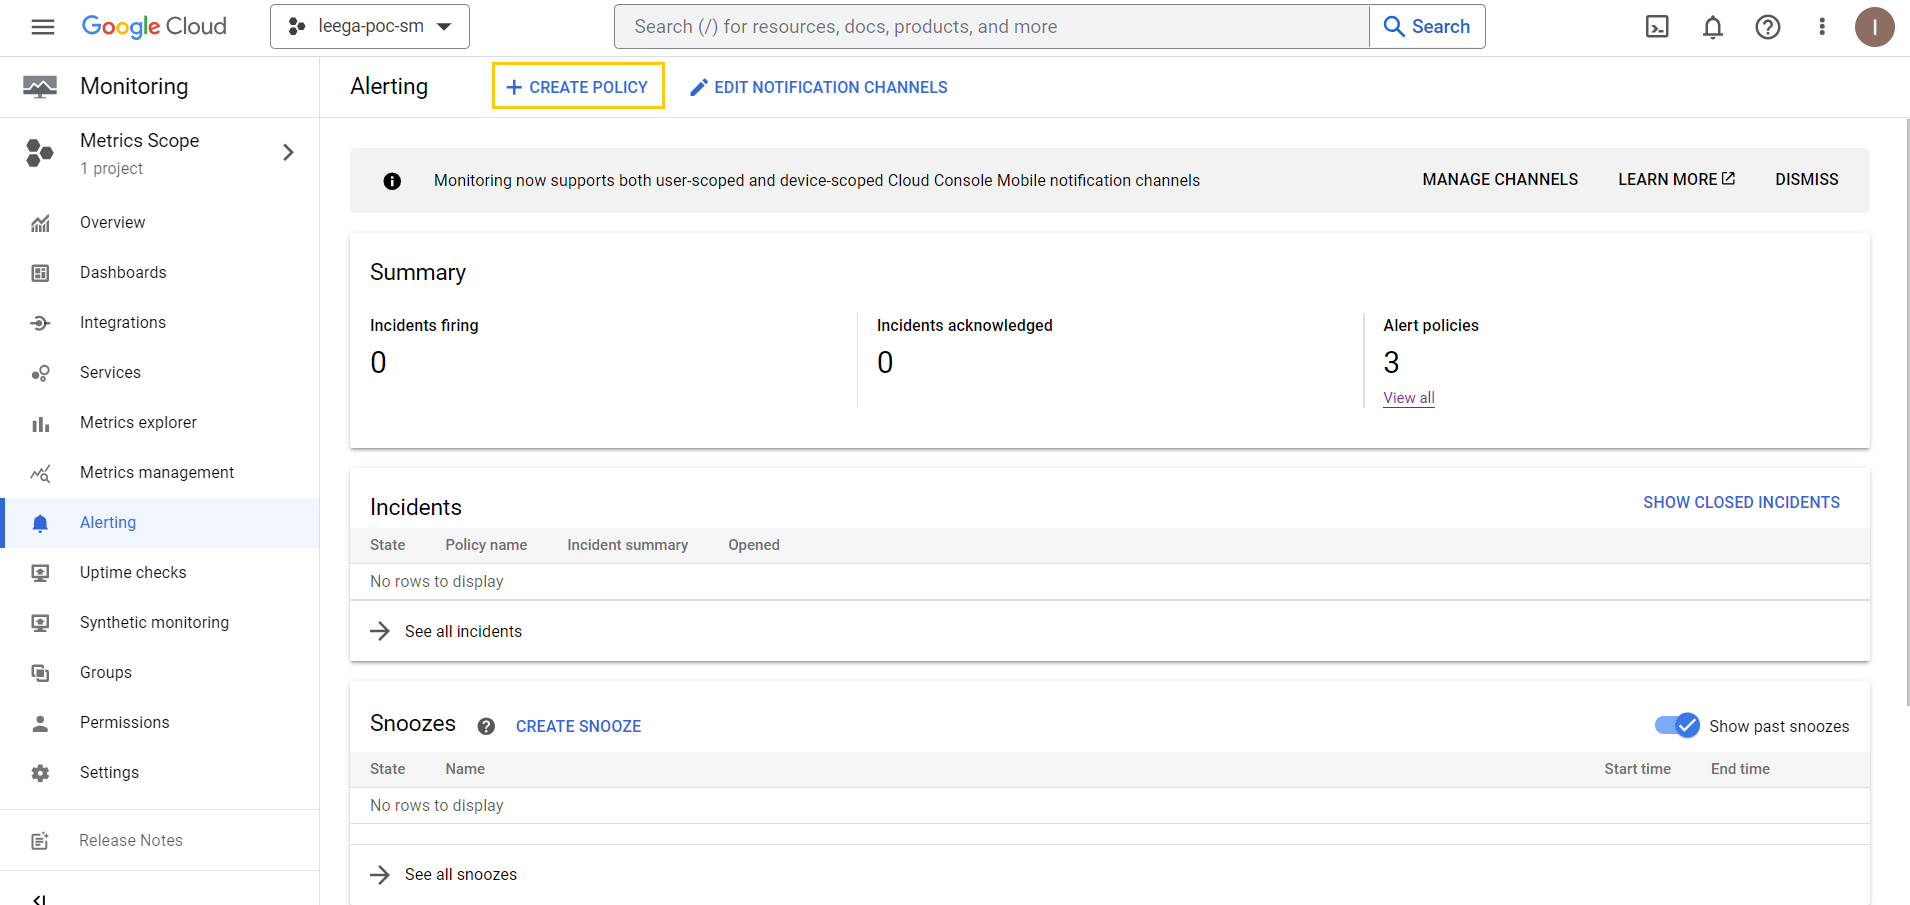 Google Cloud
leega-poc-sm
Search (/) for resources, docs, products, and more
Search
I
Monitoring
Alerting
CREATE POLICY
EDIT NOTIFICATION CHANNELS
Metrics Scope
1 project
Overview
Dashboards
Integrations
Services
Metrics explorer
Metrics management
Alerting
Uptime checks
Synthetic monitoring
Groups
Permissions
Settings
Release Notes
Monitoring now supports both user-scoped and device-scoped Cloud Console Mobile notification channels
MANAGE CHANNELS
LEARN MORE
DISMISS
Summary
Incidents firing
0
Incidents acknowledged
0
Alert policies
3
View all
Incidents
SHOW CLOSED INCIDENTS
State Policy name Incident summary Opened
No rows to display
See all incidents
Snoozes
CREATE SNOOZE
Show past snoozes
State Name Start time End time
No rows to display
See all snoozes